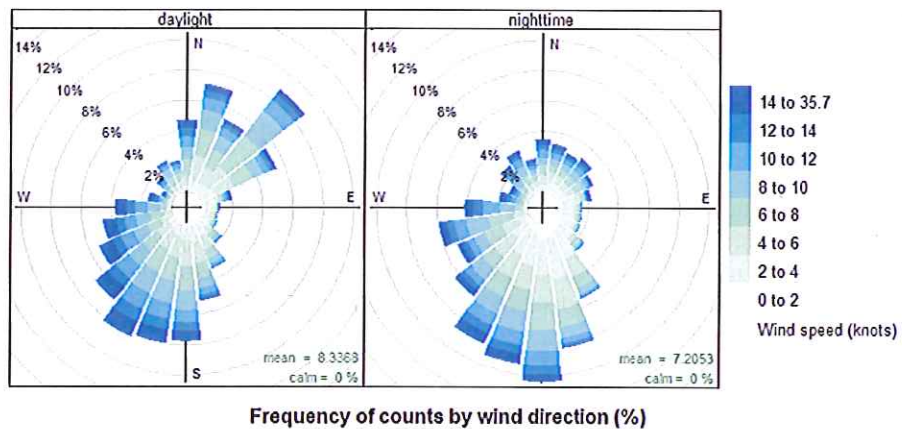 daylight
nighttime
14%
12%
10%
8%
6%
4%
2%
N
W
E
S
mean = 8.3368
calm = 0 %
14%
12%
10%
8%
6%
4%
2%
N
W
E
mean = 7.2053
calm = 0 %
14 to 35.7
12 to 14
10 to 12
8 to 10
6 to 8
4 to 6
2 to 4
0 to 2
Wind speed (knots)
Frequency of counts by wind direction (%)